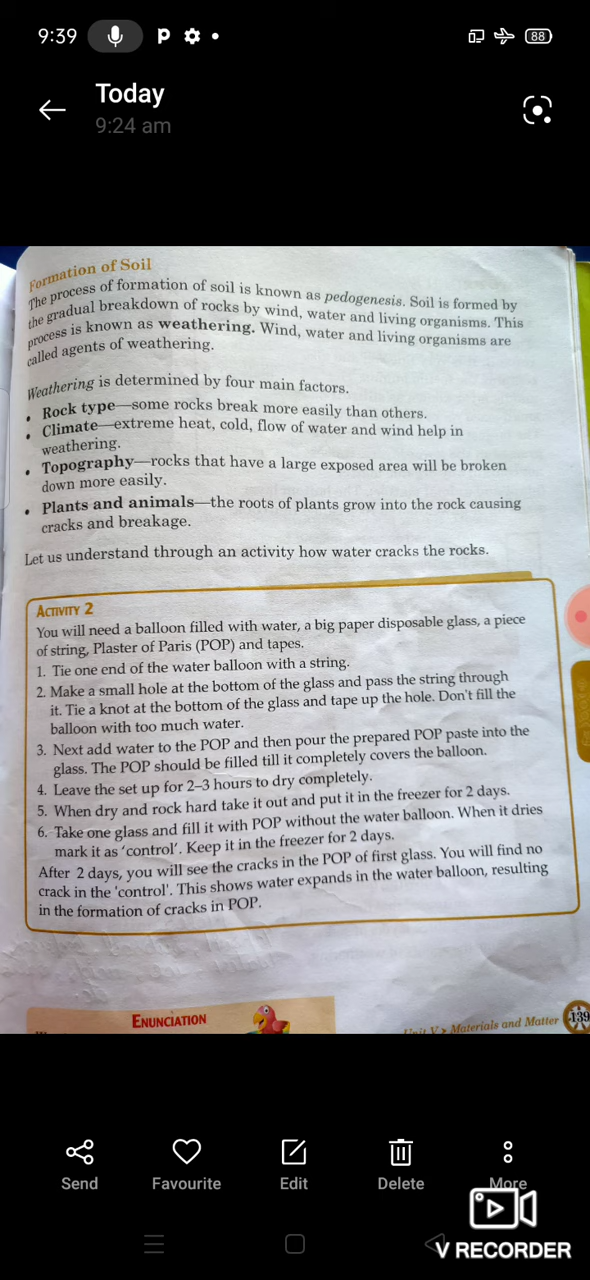 9:39
88
Today
9:24 am
Formation of Soil
The process of formation of soil is known as pedogenesis. Soil is formed by
the gradual breakdown of rocks by wind, water and living organisms. This
process is known as weathering. Wind, water and living organisms are
called agents of weathering.
Weathering is determined by four main factors.
• Rock type—some rocks break more easily than others.
• Climate—extreme heat, cold, flow of water and wind help in
weathering.
• Topography—rocks that have a large exposed area will be broken
down more easily.
• Plants and animals—the roots of plants grow into the rock causing
cracks and breakage.
Let us understand through an activity how water cracks the rocks.
ACTIVITY 2
You will need a balloon filled with water, a big paper disposable glass, a piece
of string, Plaster of Paris (POP) and tapes.
1. Tie one end of the water balloon with a string.
2. Make a small hole at the bottom of the glass and pass the string through
it. Tie a knot at the bottom of the glass and tape up the hole. Don't fill the
balloon with too much water.
3. Next add water to the POP and then pour the prepared POP paste into the
glass. The POP should be filled till it completely covers the balloon.
4. Leave the set up for 2–3 hours to dry completely.
5. When dry and rock hard take it out and put it in the freezer for 2 days.
6. Take one glass and fill it with POP without the water balloon. When it dries
mark it as 'control'. Keep it in the freezer for 2 days.
After 2 days, you will see the cracks in the POP of first glass. You will find no
crack in the 'control'. This shows water expands in the water balloon, resulting
in the formation of cracks in POP.
ENUNCIATION
Unit V > Materials and Matter 139
Send
Favourite
Edit
Delete
More
V RECORDER